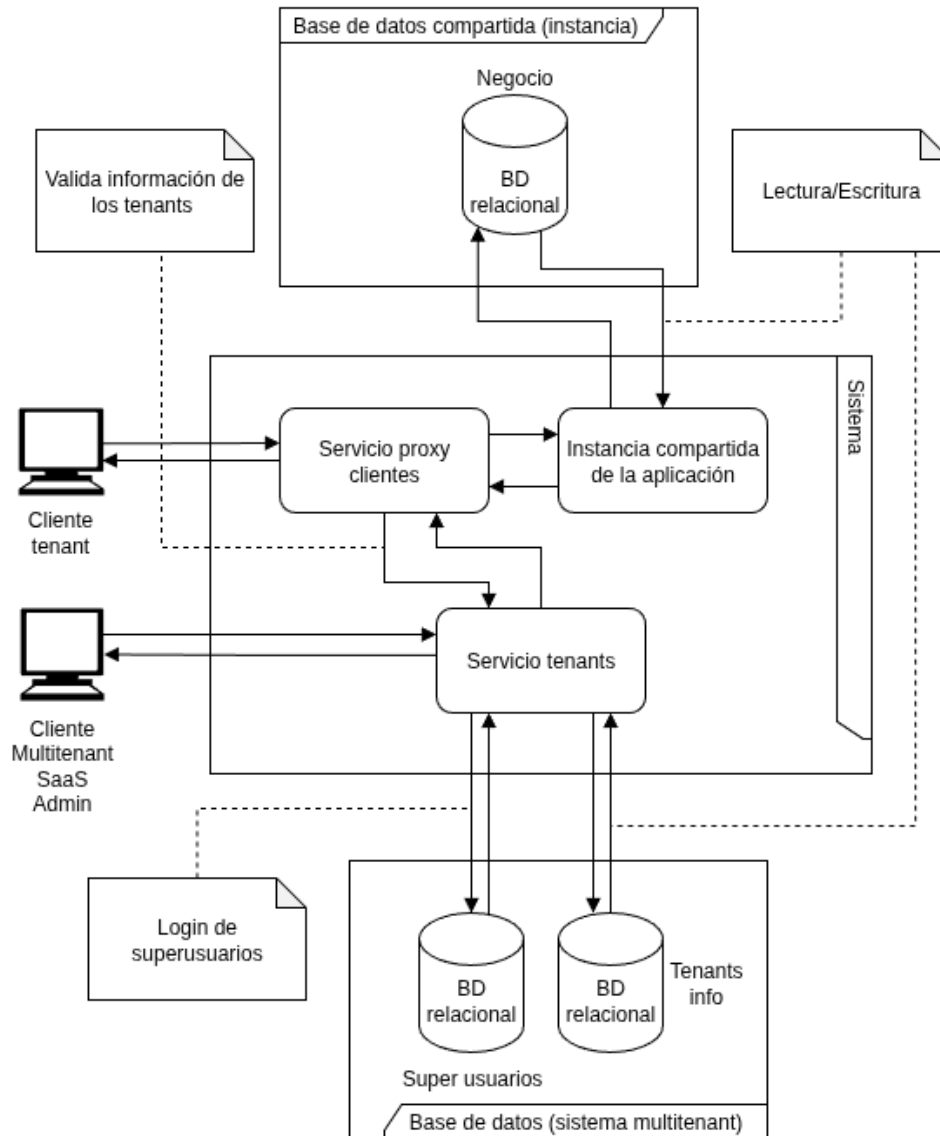 Base de datos compartida (instancia)
Negocio
BD
relacional
Valida información de
los tenants
Lectura/Escritura
Sistema
Servicio proxy
clientes
Instancia compartida
de la aplicación
Cliente
tenant
Servicio tenants
Cliente
Multitenant
SaaS
Admin
Login de
superusuarios
BD
relacional
BD
relacional
Tenants
info
Super usuarios
Base de datos (sistema multitenant)